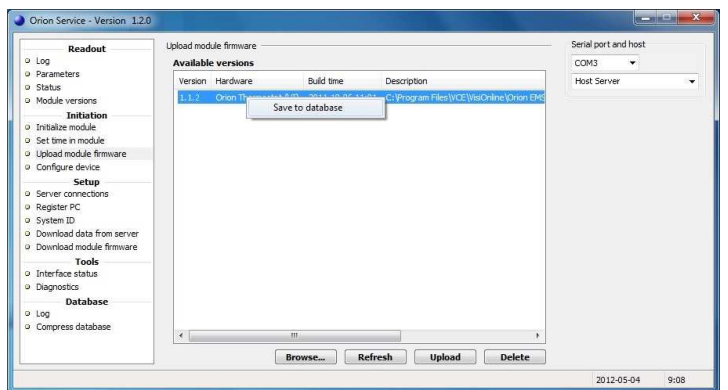 Orion Service - Version 1.2.0
Readout
Log
Parameters
Status
Module versions
Initiation
Initialize module
Set time in module
Upload module firmware
Configure device
Setup
Server connections
Register PC
System ID
Download data from server
Download module firmware
Tools
Interface status
Diagnostics
Database
Log
Compress database
Upload module firmware
Available versions
Version Hardware Build time Description
1.1.2 Orion C:\Program Files\VCE\VisiOnline\Orion EMS
Save to database
Browse... Refresh Upload Delete
Serial port and host
COM3
Host Server
2012-05-04 9:08